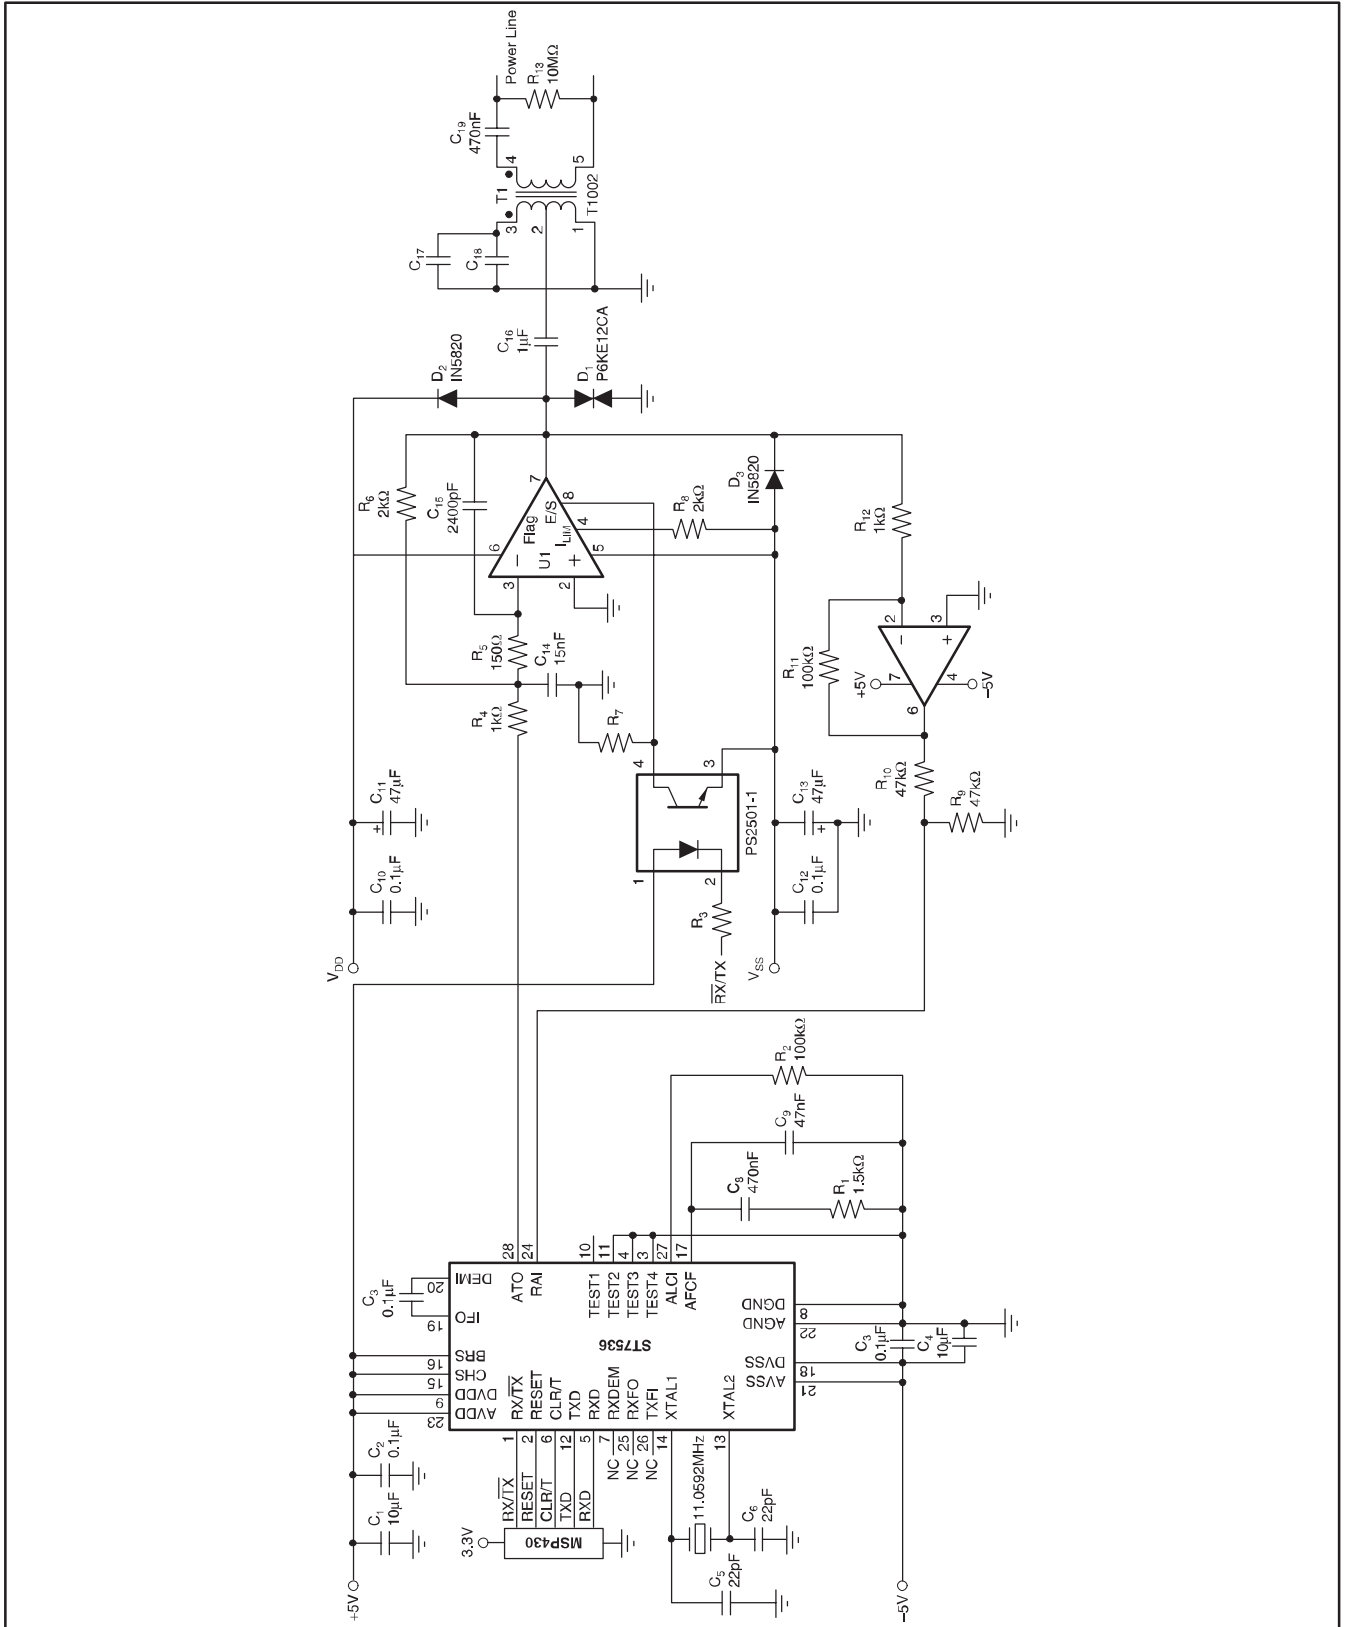 +5V
C1
10μF
C2
0.1μF
3.3V
MSP430
RX/TX
RESET
CLR/T
TXD
RXD
NC
NC
NC
1
2
6
12
5
7
25
26
14
13
RX/TX
RESET
CLR/T
TXD
RXD
RXDEM
RXFO
TXFI
XTAL1
XTAL2
11.0592MHz
C5
22pF
C6
22pF
23
9
15
16
19
20
AVDD
DVDD
CHS
BRS
IFO
DEMI
C3
0.1μF
ST7536
ATO
RAI
TEST1
TEST2
TEST3
TEST4
ALCI
AFCF
28
24
10
11
4
3
27
17
AVSS
DVSS
AGND
DGND
21
18
22
8
C3
0.1μF
C4
10μF
–5V
C8
470nF
R1
1.5kΩ
C9
47nF
R2
100kΩ
VDD
C10
0.1μF
C11
47μF
+
RX/TX
R3
1
2
4
3
PS2501-1
VSS
C12
0.1μF
C13
47μF
+
R7
R4
1kΩ
R5
150Ω
C14
15nF
R6
2kΩ
C15
2400pF
3
2
6
5
4
8
7
–
+
U1
Flag
ILIM
E/S
R8
2kΩ
D3
IN5820
R9
47kΩ
R10
47kΩ
R11
100kΩ
R12
1kΩ
+5V
–5V
2
3
7
4
6
–
+
D2
IN5820
D1
P6KE12CA
C16
1μF
C17
C18
3
2
1
T1
T1002
4
5
C19
470nF
R13
10MΩ
Power Line